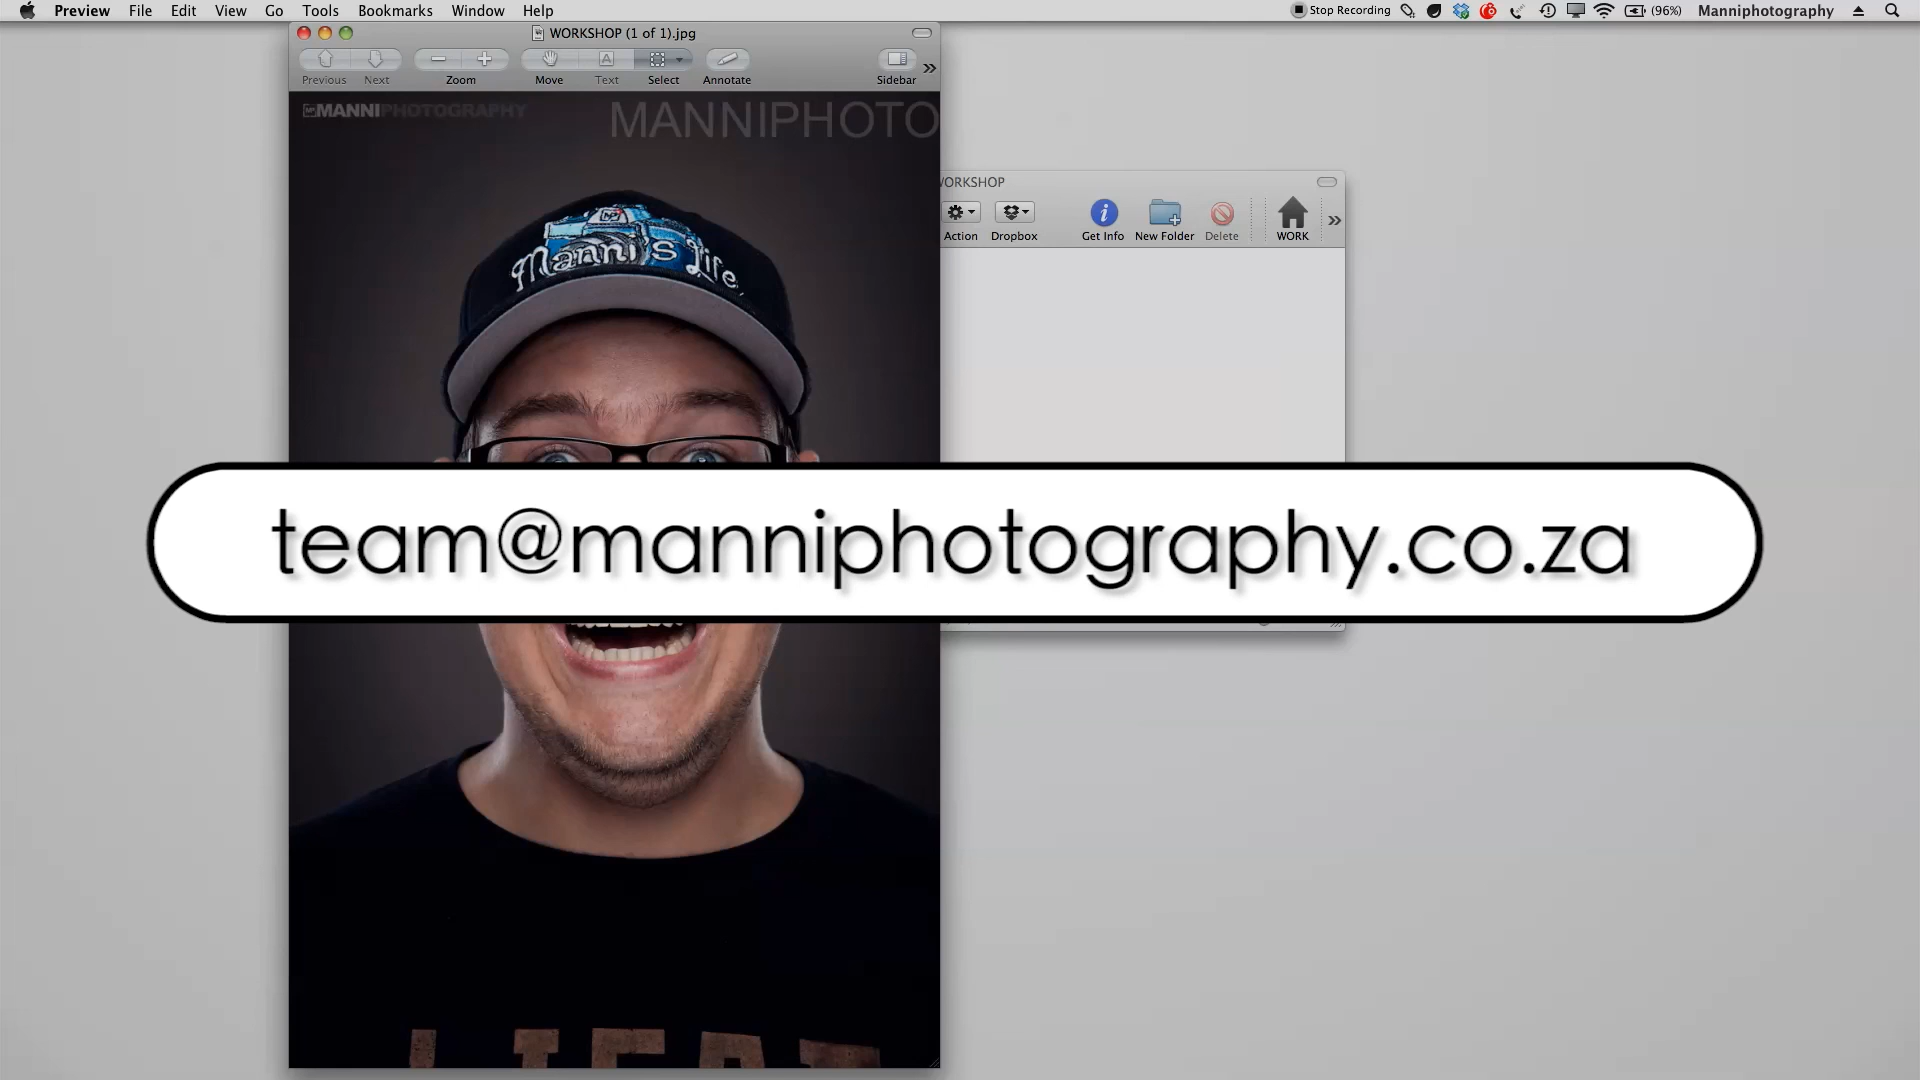 Preview File Edit View Go Tools Bookmarks Window Help
Stop Recording (96%) Manniphotography
WORKSHOP (1 of 1).jpg
Previous Next Zoom Move Text Select Annotate Sidebar
MANNIPHOTOGRAPHY
MANNIPHOTO
WORKSHOP
Action Dropbox Get Info New Folder Delete WORK
Manni's Life
team@manniphotography.co.za